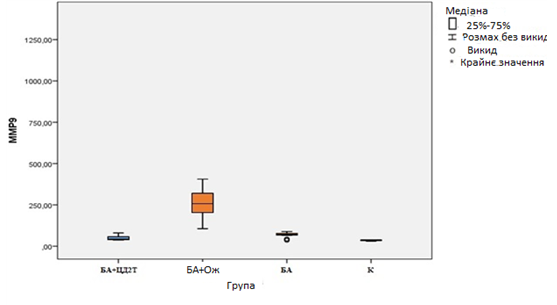 MMP9
1250,00
1000,00
750,00
500,00
250,00
,00
БА+ЦД2Т
БА+Ож
БА
К
Група
Медіана
25%-75%
Розмах без викид
Викид
Крайнє значення